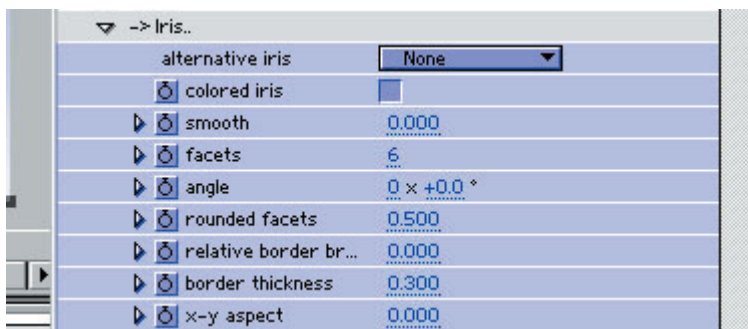 -> Iris..
alternative iris None
colored iris
smooth 0.000
facets 6
angle 0 x +0.0 °
rounded facets 0.500
relative border br... 0.000
border thickness 0.300
x-y aspect 0.000